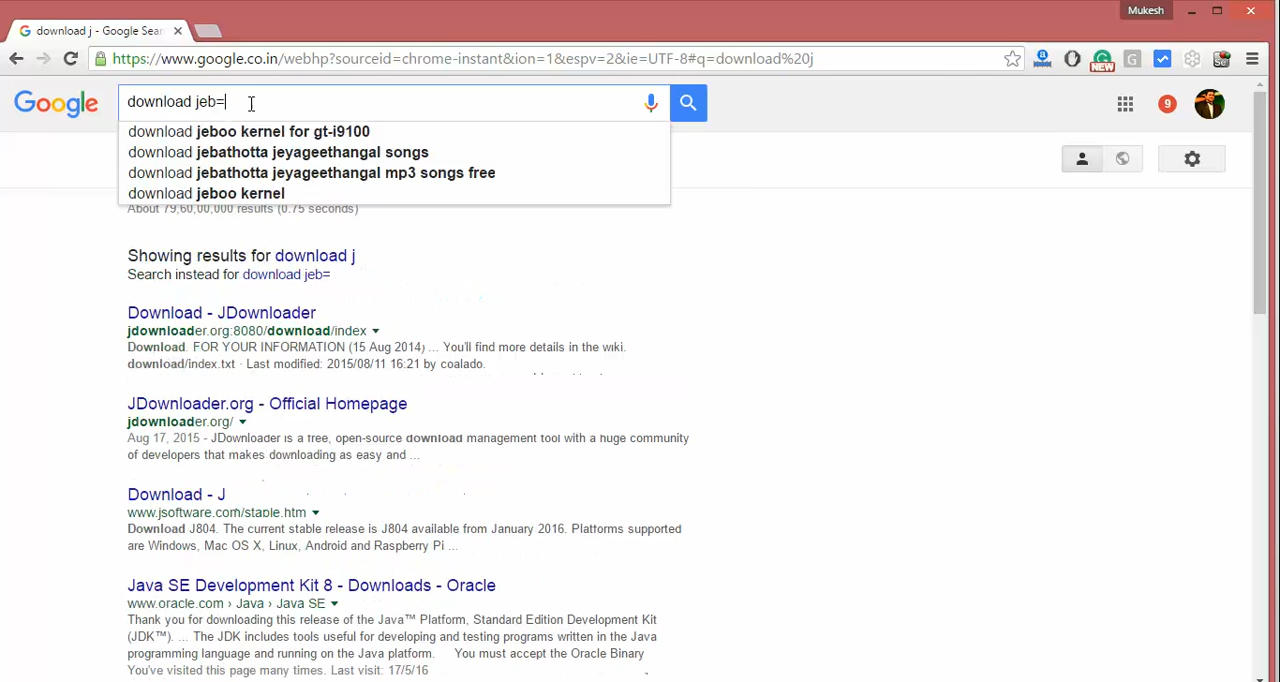 Mukesh
download j - Google Sear
https://www.google.co.in/webhp?sourceid=chrome-instant&ion=1&espv=2&ie=UTF-8#q=download%20j
NEW
Google
download jeb=
9
download jeboo kernel for gt-i9100
download jebathotta jeyageethangal songs
download jebathotta jeyageethangal mp3 songs free
download jeboo kernel
About 79,60,00,000 results (0.75 seconds)
Showing results for download j
Search instead for download jeb=
Download - JDownloader
jdownloader.org:8080/download/index
Download. FOR YOUR INFORMATION (15 Aug 2014) ... You'll find more details in the wiki.
download/index.txt · Last modified: 2015/08/11 16:21 by coalado.
JDownloader.org - Official Homepage
jdownloader.org/
Aug 17, 2015 - JDownloader is a free, open-source download management tool with a huge community
of developers that makes downloading as easy and ...
Download - J
www.jsoftware.com/stable.htm
Download J804. The current stable release is J804 available from January 2016. Platforms supported
are Windows, Mac OS X, Linux, Android and Raspberry Pi ...
Java SE Development Kit 8 - Downloads - Oracle
www.oracle.com › Java › Java SE
Thank you for downloading this release of the Java™ Platform, Standard Edition Development Kit
(JDK™). ... The JDK includes tools useful for developing and testing programs written in the Java
programming language and running on the Java platform. You must accept the Oracle Binary
You've visited this page many times. Last visit: 17/5/16